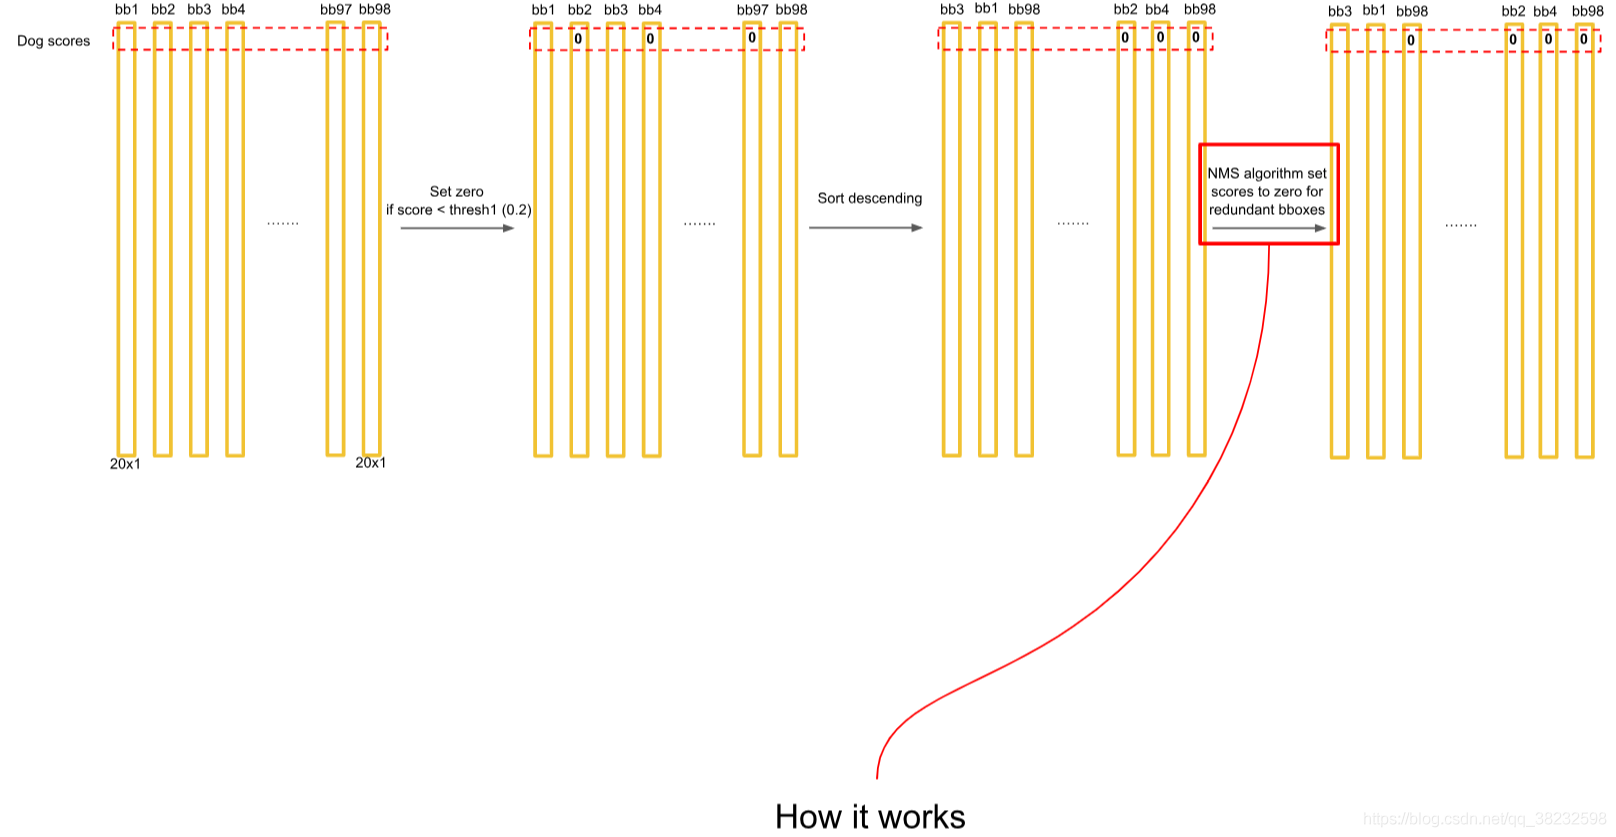 bb1 bb2 bb3 bb4 bb97 bb98
bb1 bb2 bb3 bb4 bb97 bb98
bb3 bb1 bb98 bb2 bb4 bb98
bb3 bb1 bb98 bb2 bb4 bb98
Dog scores
0 0 0
0 0 0
0 0 0 0
Set zero
if score < thresh1 (0.2)
Sort descending
NMS algorithm set
scores to zero for
redundant bboxes
.......
.......
.......
.......
20x1 20x1
How it works
https://blog.csdn.net/qq_38232598